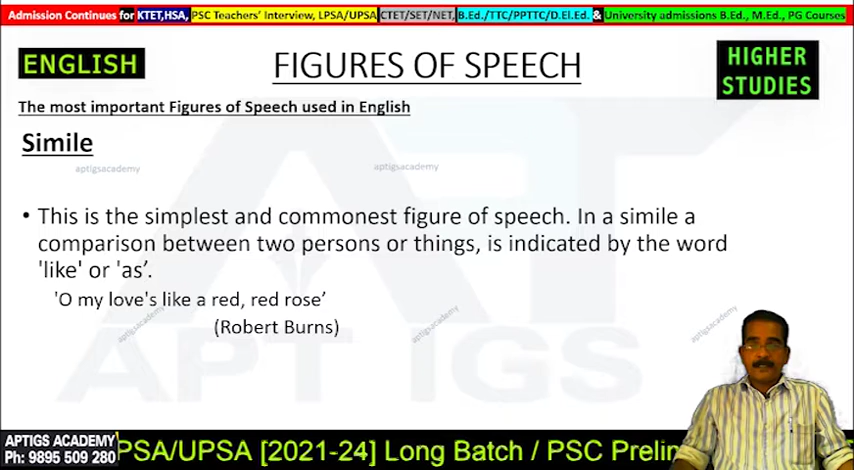 Admission Continues for KTET,HSA, PSC Teachers' Interview, LPSA/UPSA CTET/SET/NET, B.Ed./TTC/PPTTC/D.El.Ed. & University admissions B.Ed., M.Ed., PG Courses
ENGLISH
FIGURES OF SPEECH
HIGHER
STUDIES
The most important Figures of Speech used in English
Simile
aptigsacademy
aptigsacademy
• This is the simplest and commonest figure of speech. In a simile a
comparison between two persons or things, is indicated by the word
'like' or 'as’.
'O my love's like a red, red rose’
(Robert Burns)
aptigsacademy
aptigsacademy
aptigsacademy
APTIGS
APTIGS ACADEMY
Ph: 9895 509 280
PSA/UPSA [2021-24] Long Batch / PSC Prelim